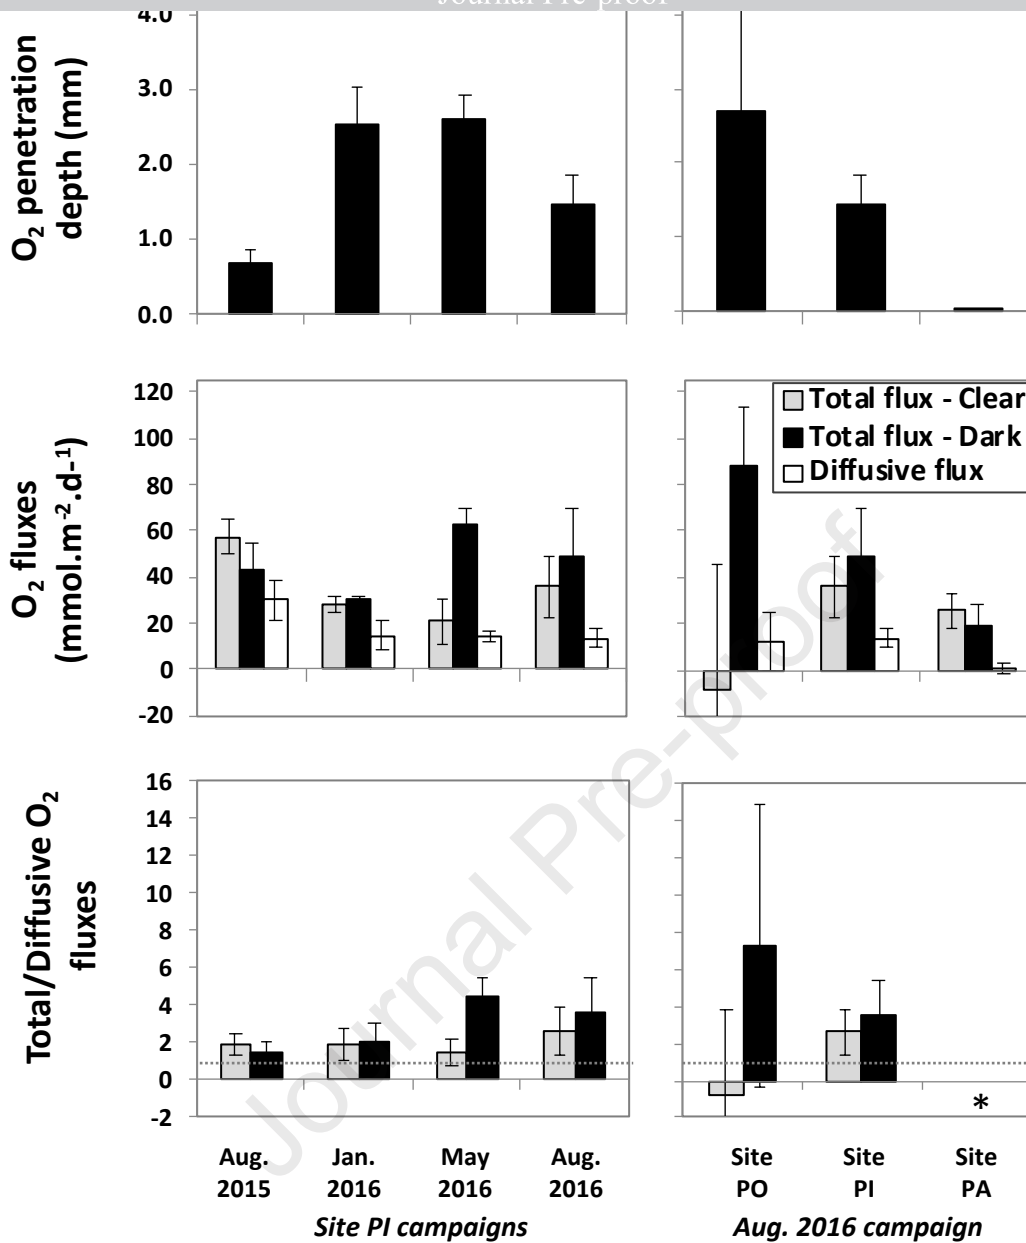 Journal Pre-proof
O2 penetration
depth (mm)
4.0
3.0
2.0
1.0
0.0
O2 fluxes
(mmol.m-2.d-1)
120
100
80
60
40
20
0
-20
Total flux - Clear
Total flux - Dark
Diffusive flux
Total/Diffusive O2
fluxes
16
14
12
10
8
6
4
2
0
-2
*
Aug.
2015
Jan.
2016
May
2016
Aug.
2016
Site
PO
Site
PI
Site
PA
Site PI campaigns
Aug. 2016 campaign
Journal Pre-proof